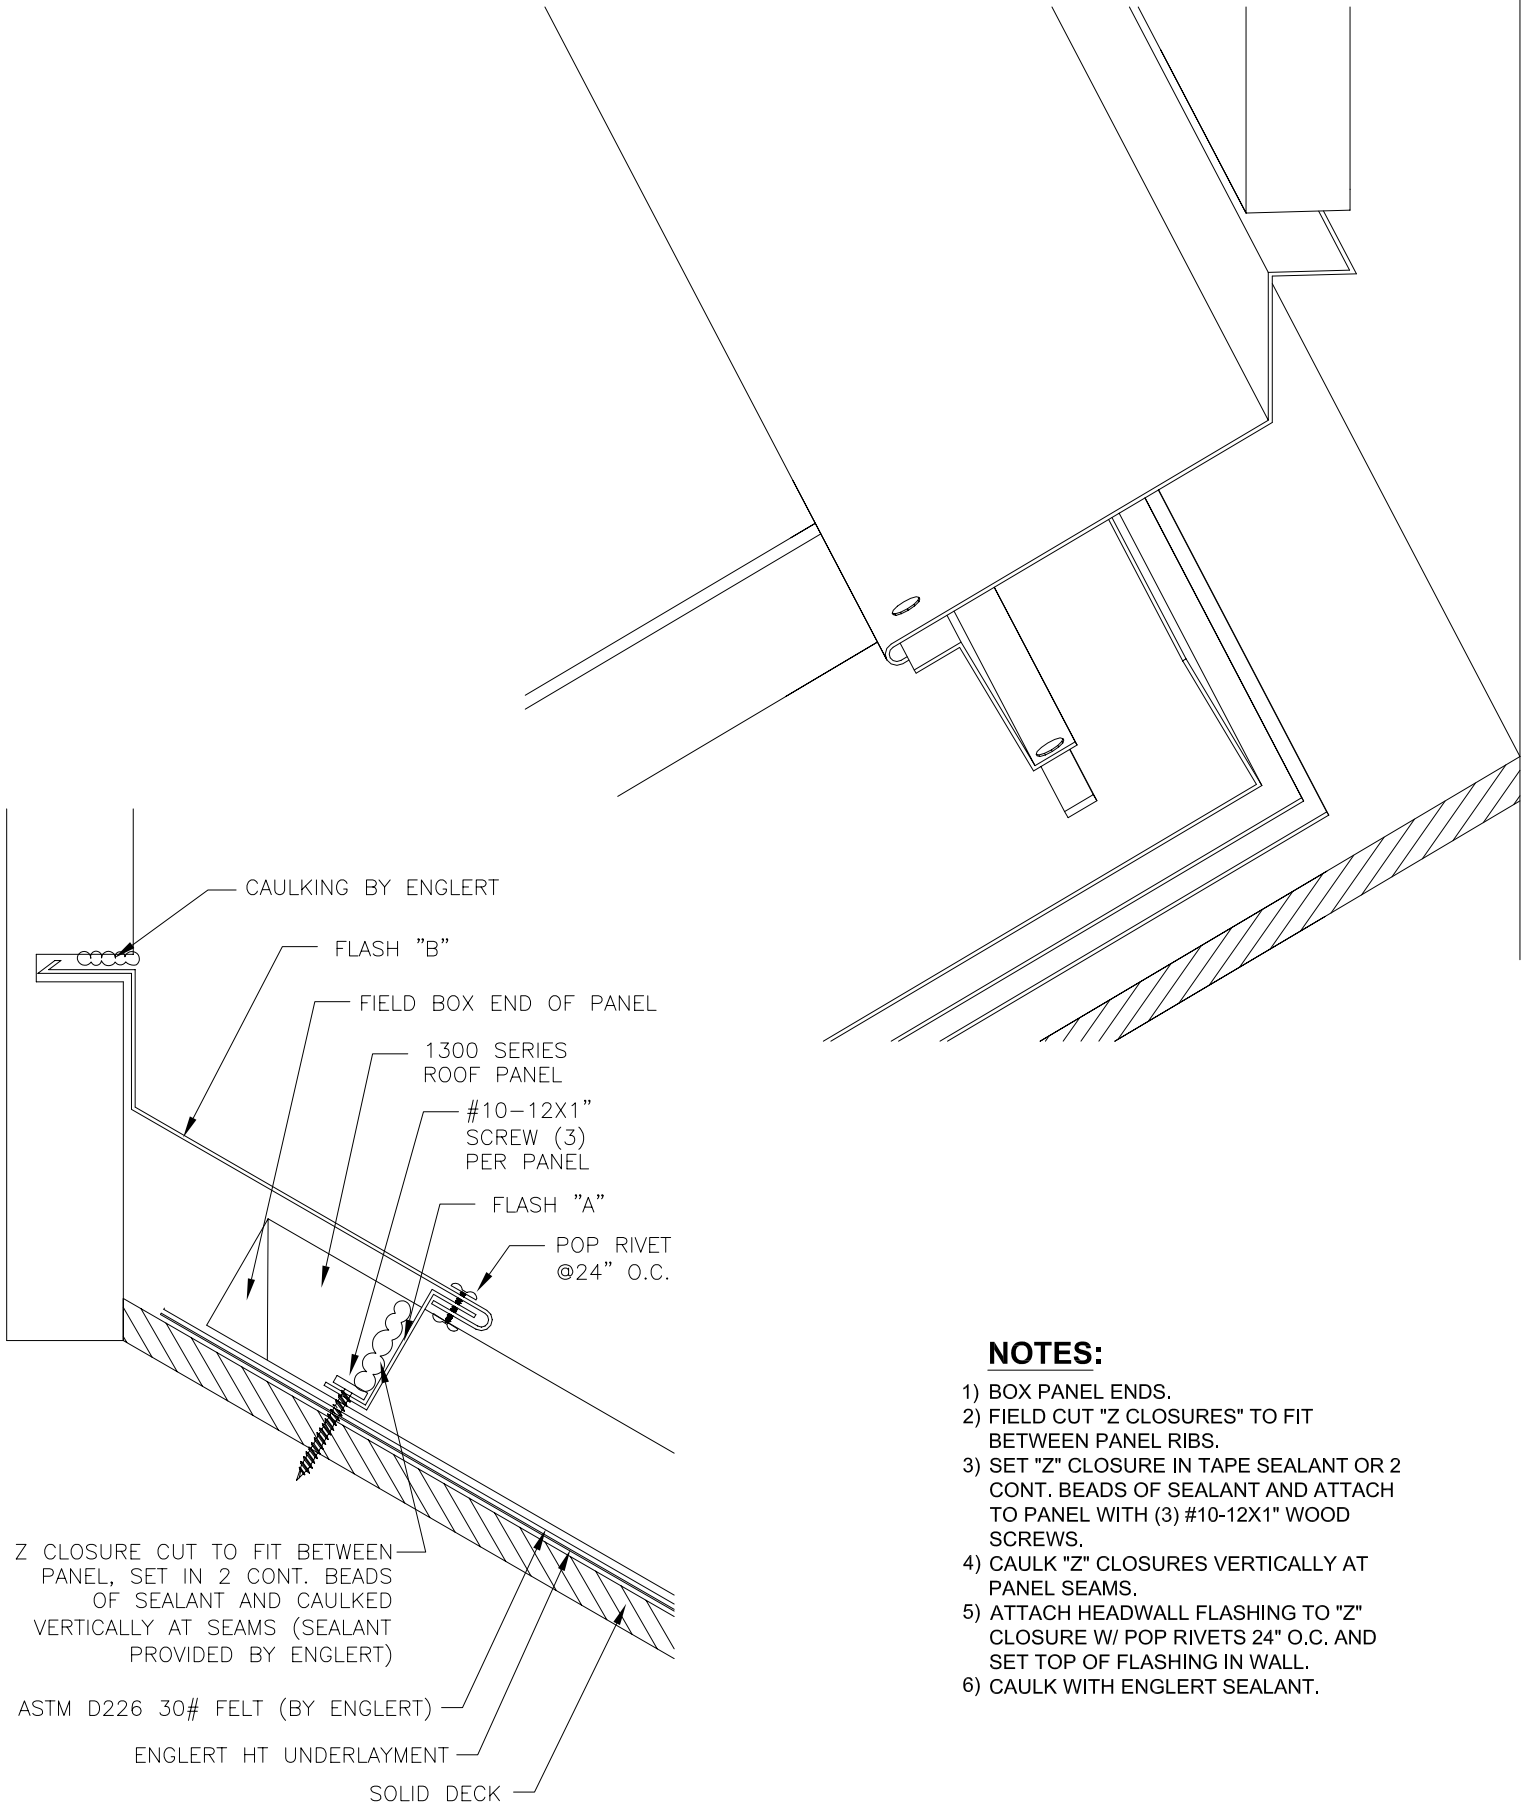 CAULKING BY ENGLERT
FLASH "B"
FIELD BOX END OF PANEL
1300 SERIES
ROOF PANEL
#10-12X1"
SCREW (3)
PER PANEL
FLASH "A"
POP RIVET
@24" O.C.
Z CLOSURE CUT TO FIT BETWEEN
PANEL, SET IN 2 CONT. BEADS
OF SEALANT AND CAULKED
VERTICALLY AT SEAMS (SEALANT
PROVIDED BY ENGLERT)
ASTM D226 30# FELT (BY ENGLERT)
ENGLERT HT UNDERLAYMENT
SOLID DECK
NOTES:
1) BOX PANEL ENDS.
2) FIELD CUT "Z CLOSURES" TO FIT
BETWEEN PANEL RIBS.
3) SET "Z" CLOSURE IN TAPE SEALANT OR 2
CONT. BEADS OF SEALANT AND ATTACH
TO PANEL WITH (3) #10-12X1" WOOD
SCREWS.
4) CAULK "Z" CLOSURES VERTICALLY AT
PANEL SEAMS.
5) ATTACH HEADWALL FLASHING TO "Z"
CLOSURE W/ POP RIVETS 24" O.C. AND
SET TOP OF FLASHING IN WALL.
6) CAULK WITH ENGLERT SEALANT.